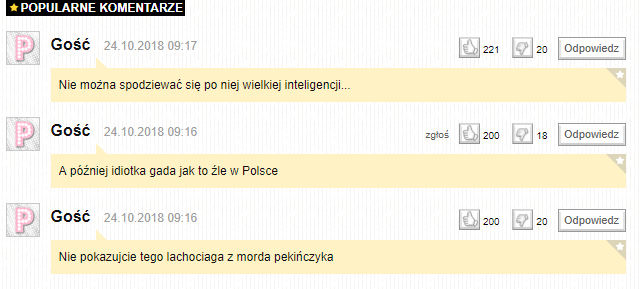 ★POPULARNE KOMENTARZE
P
Gość 24.10.2018 09:17 221 20 Odpowiedz
Nie można spodziewać się po niej wielkiej inteligencji...
P
Gość 24.10.2018 09:16 zgłoś 200 18 Odpowiedz
A później idiotka gada jak to źle w Polsce
P
Gość 24.10.2018 09:16 200 20 Odpowiedz
Nie pokazujcie tego lachociaga z morda pekińczyka